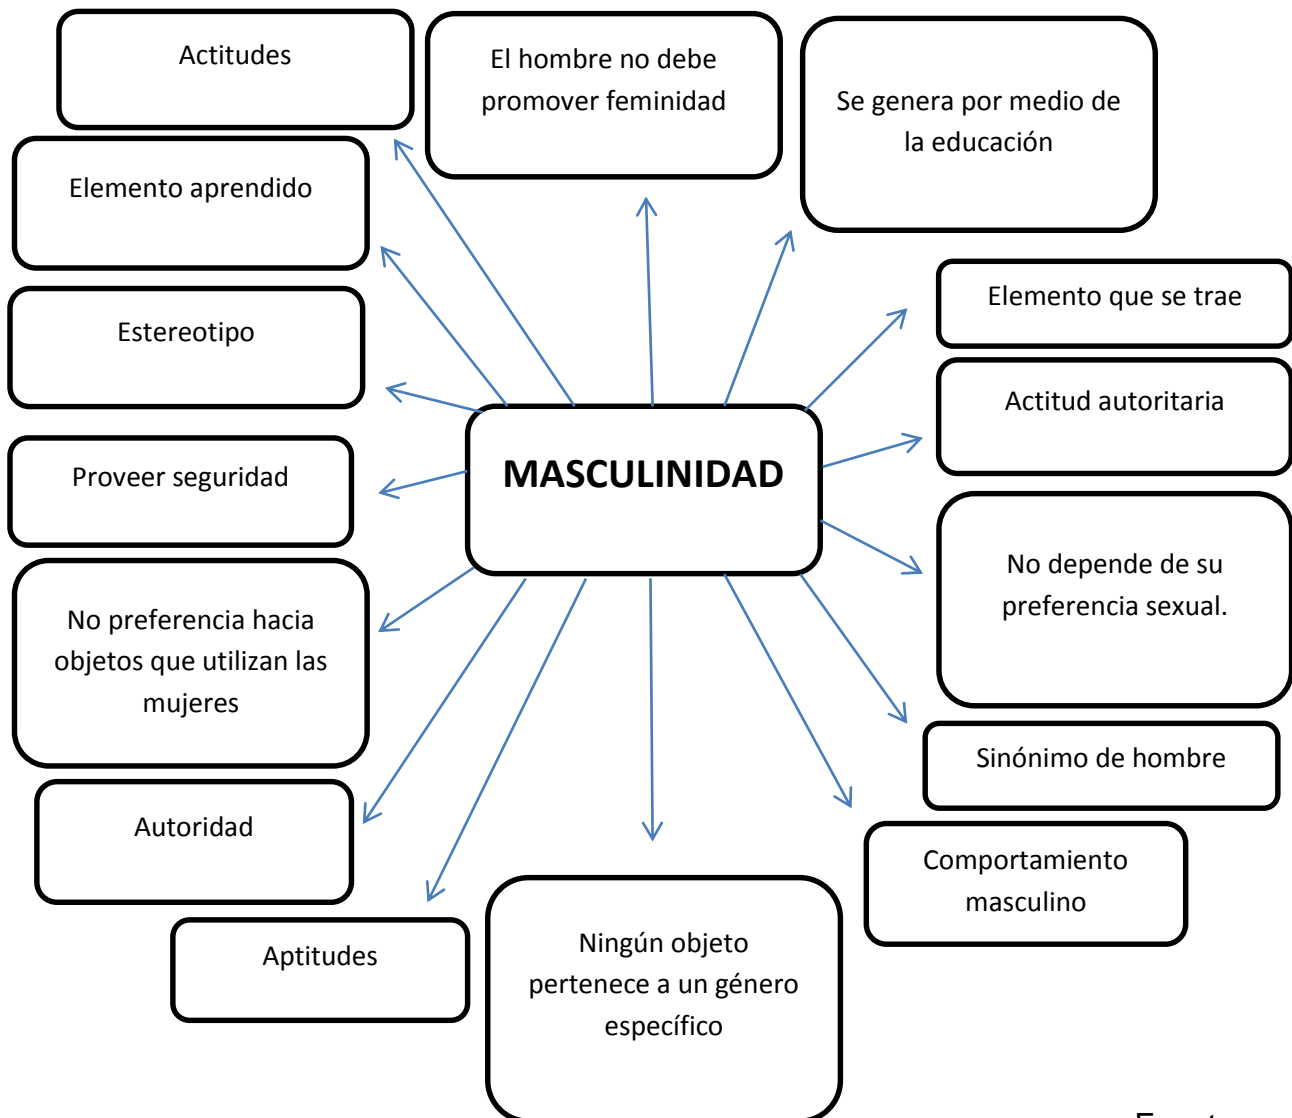 Actitudes
El hombre no debe
promover feminidad
Se genera por medio de
la educación
Elemento aprendido
Elemento que se trae
Estereotipo
Actitud autoritaria
MASCULINIDAD
Proveer seguridad
No depende de su
preferencia sexual.
No preferencia hacia
objetos que utilizan las
mujeres
Sinónimo de hombre
Autoridad
Comportamiento
masculino
Aptitudes
Ningún objeto
pertenece a un género
específico